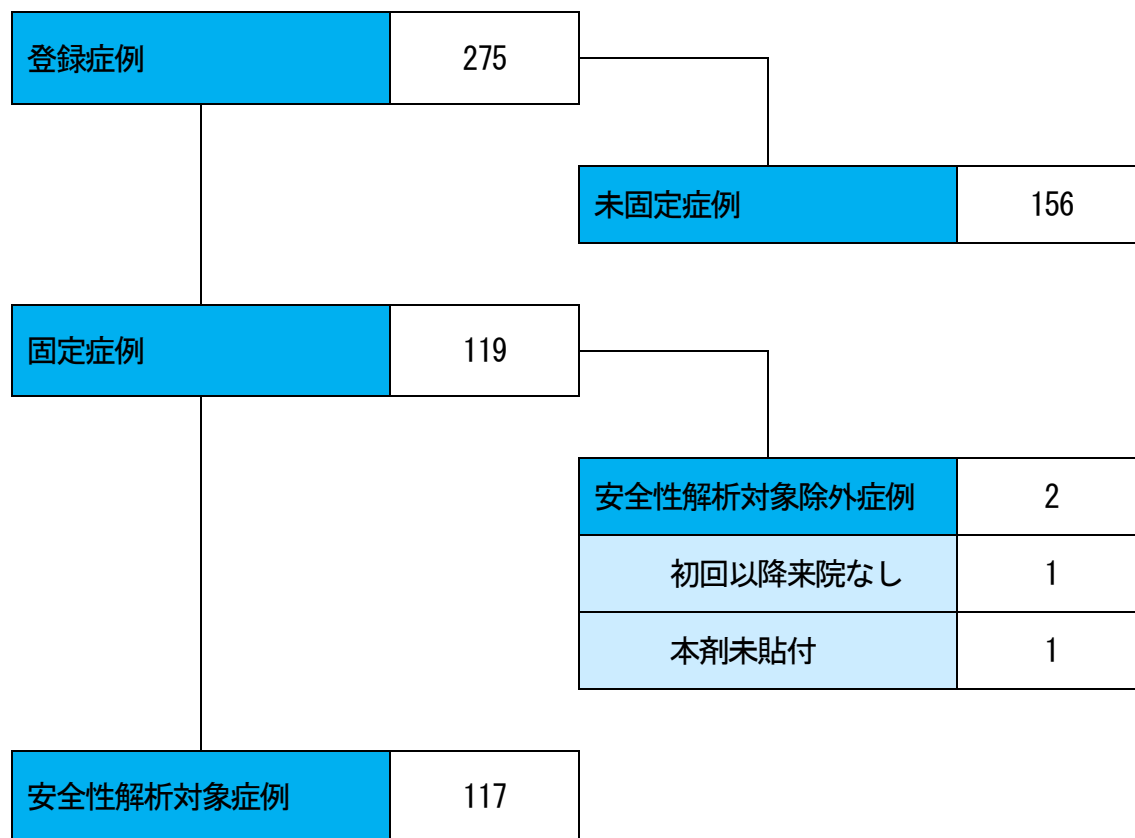 登録症例 275
未固定症例 156
固定症例 119
安全性解析対象除外症例 2
初回以降来院なし 1
本剤未貼付 1
安全性解析対象症例 117